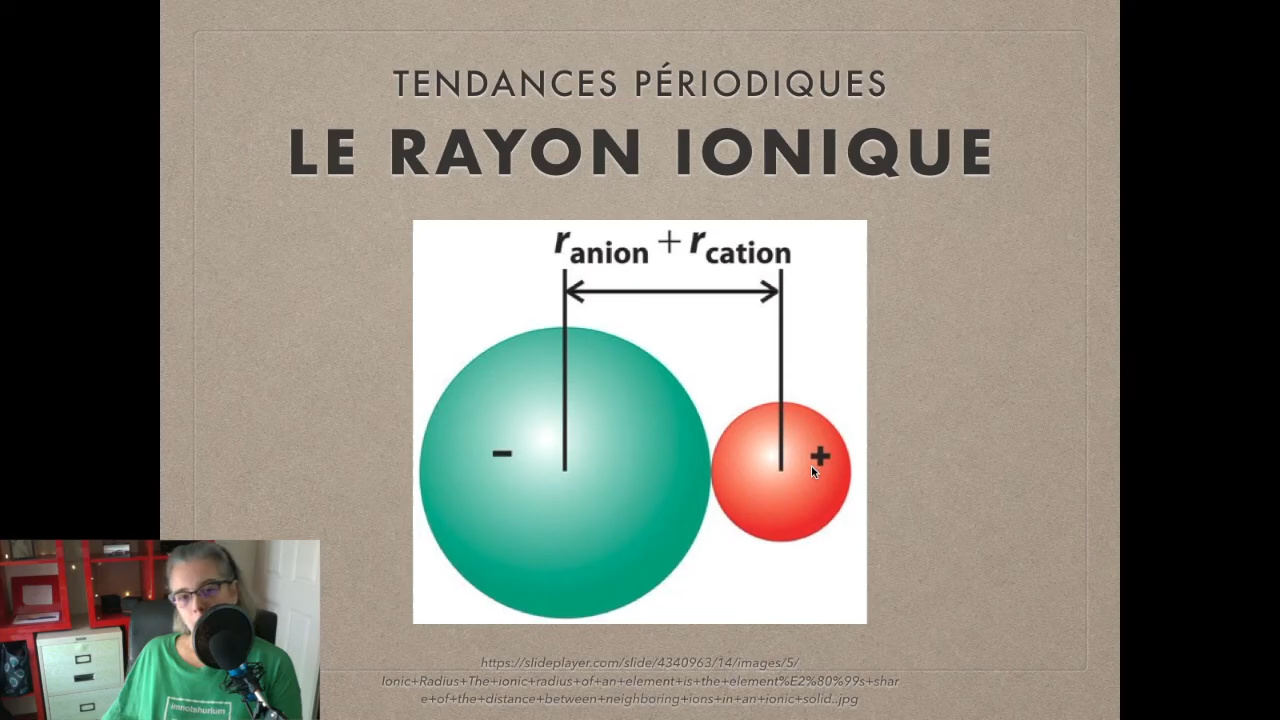 TENDANCES PÉRIODIQUES
LE RAYON IONIQUE
r anion + r cation
-
+
https://slideplayer.com/slide/4340963/14/images/5/
Ionic+Radius+The+ionic+radius+of+an+element+is+the+element%E2%80%99s+shar
e+of+the+distance+between+neighboring+ions+in+an+ionic+solid..jpg